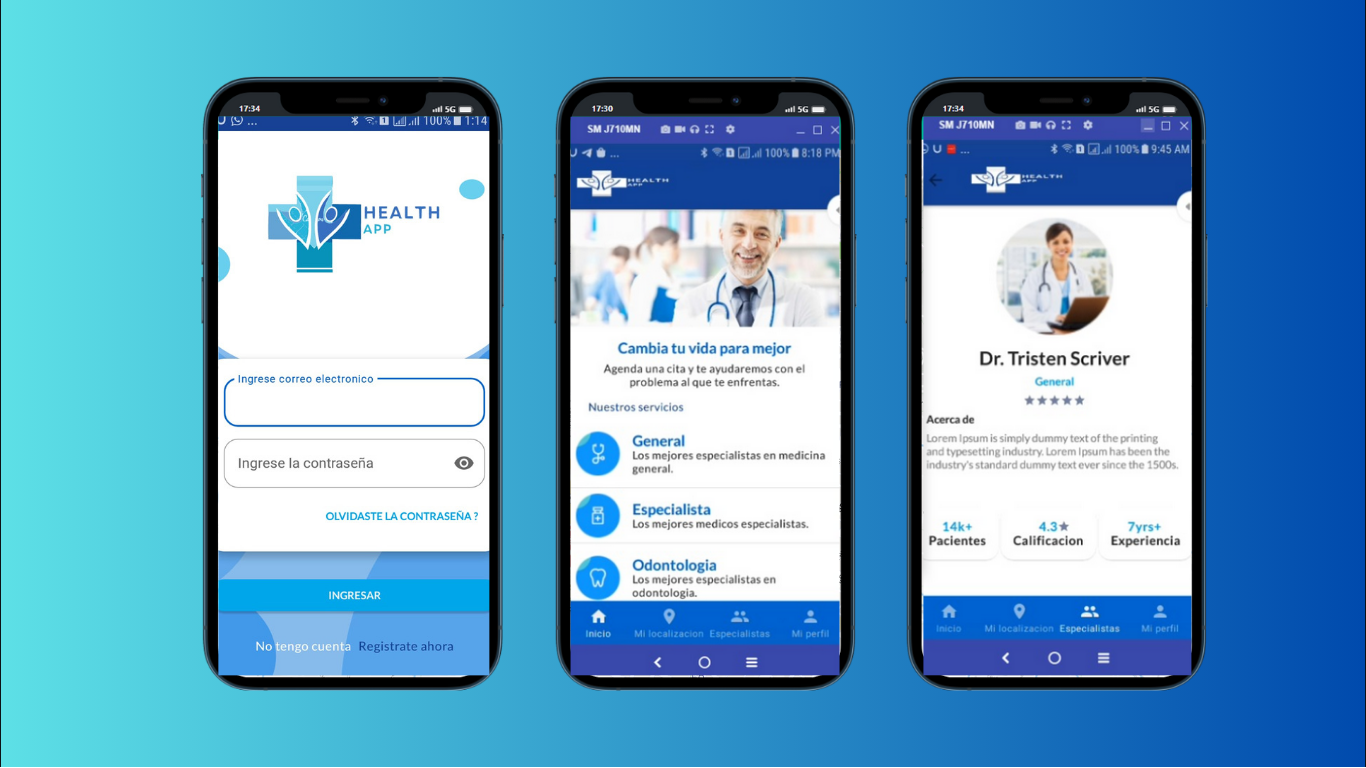 17:34
5G
100% 1:14
HEALTH
APP
Ingrese correo electronico
Ingrese la contraseña
OLVIDASTE LA CONTRASEÑA ?
INGRESAR
No tengo cuenta Registrate ahora
17:30
5G
SM J710MN
100% 8:18 PM
HEALTH
APP
Cambia tu vida para mejor
Agenda una cita y te ayudaremos con el
problema al que te enfrentas.
Nuestros servicios
General
Los mejores especialistas en medicina
general.
Especialista
Los mejores medicos especialistas.
Odontologia
Los mejores especialistas en
odontologia.
Inicio Mi localizacion Especialistas Mi perfil
17:34
5G
SM J710MN
100% 9:45 AM
HEALTH
APP
Dr. Tristen Scriver
General
Acerca de
Lorem Ipsum is simply dummy text of the printing
and typesetting industry. Lorem Ipsum has been the
industry's standard dummy text ever since the 1500s.
14k+ 4.3★ 7yrs+
Pacientes Calificacion Experiencia
Inicio Mi localizacion Especialistas Mi perfil